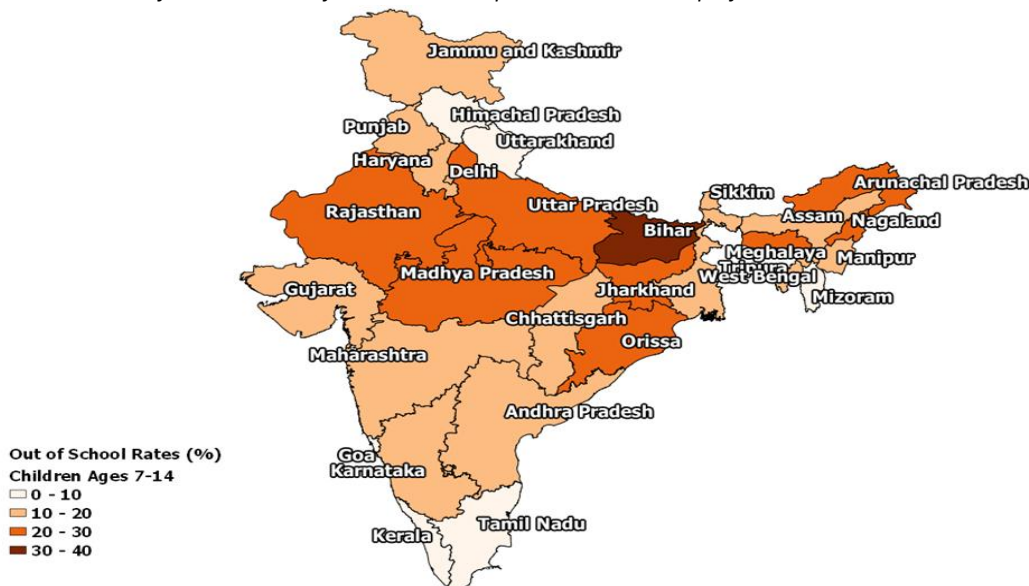 Jammu and Kashmir
Himachal Pradesh
Punjab
Uttarakhand
Haryana
Delhi
Sikkim
Arunachal Pradesh
Rajasthan
Uttar Pradesh
Assam
Nagaland
Bihar
Meghalaya
Manipur
Tripura
Madhya Pradesh
West Bengal
Gujarat
Jharkhand
Mizoram
Chhattisgarh
Orissa
Maharashtra
Andhra Pradesh
Goa
Karnataka
Tamil Nadu
Kerala
Out of School Rates (%)
Children Ages 7-14
0 - 10
10 - 20
20 - 30
30 - 40